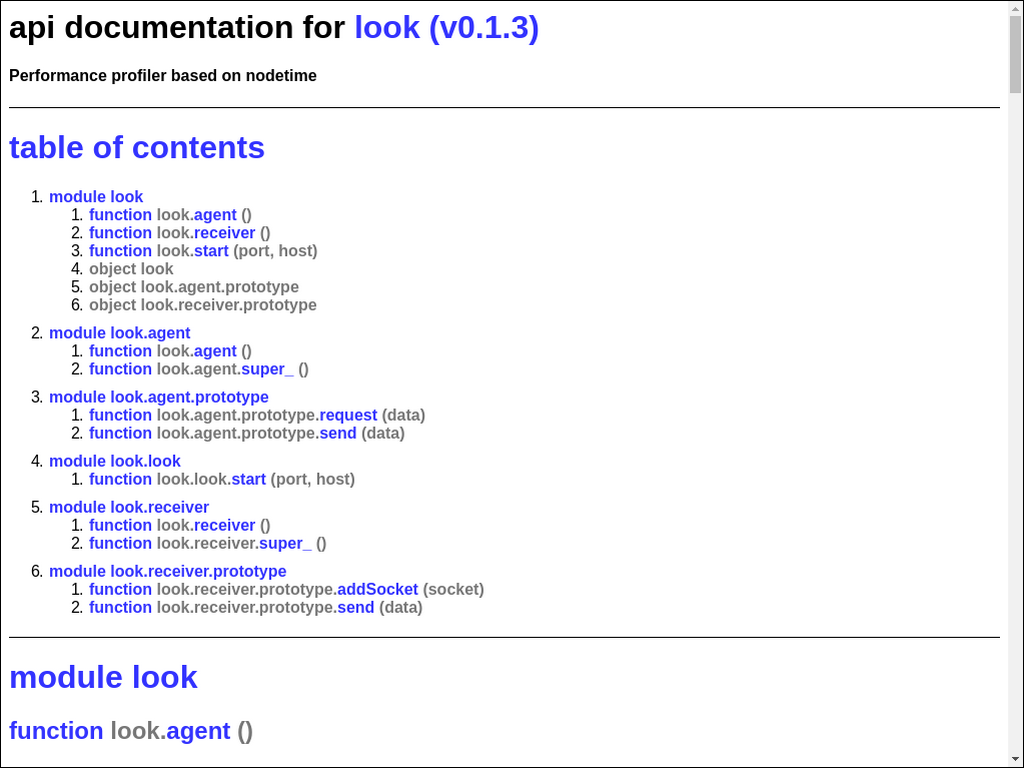 api documentation for look (v0.1.3)
Performance profiler based on nodetime
table of contents
1. module look
1. function look.agent ()
2. function look.receiver ()
3. function look.start (port, host)
4. object look
5. object look.agent.prototype
6. object look.receiver.prototype
2. module look.agent
1. function look.agent ()
2. function look.agent.super_ ()
3. module look.agent.prototype
1. function look.agent.prototype.request (data)
2. function look.agent.prototype.send (data)
4. module look.look
1. function look.look.start (port, host)
5. module look.receiver
1. function look.receiver ()
2. function look.receiver.super_ ()
6. module look.receiver.prototype
1. function look.receiver.prototype.addSocket (socket)
2. function look.receiver.prototype.send (data)
module look
function look.agent ()